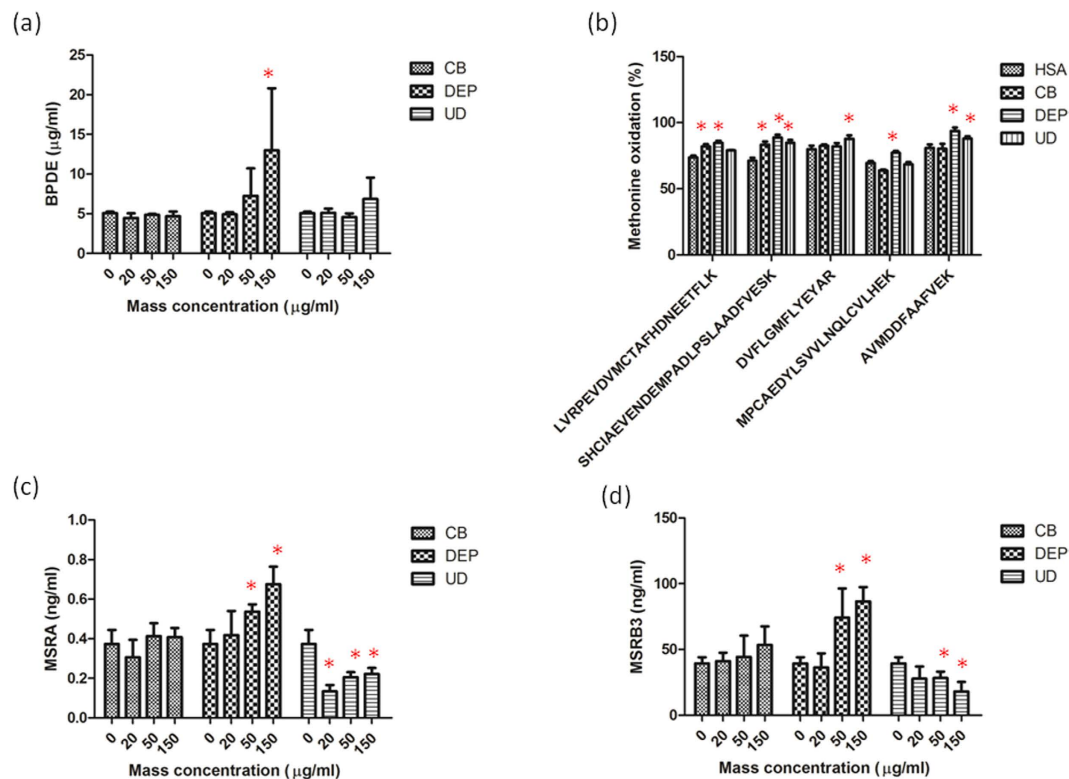 (a)
BPDE (μg/ml)
25
20
15
10
5
0
*
CB
DEP
UD
0 20 50 150 0 20 50 150 0 20 50 150
Mass concentration (μg/ml)
(b)
Methonine oxidation (%)
150
100
50
0
* * * * * * * * *
HSA
CB
DEP
UD
LVRPEVDVMCTAFHDNEETFLK
SHCIAEVENDEMPADLPSLAADFVESK
DVFLGMFLYEYAR
MPCAEDYLSVVLNQLCVLHEK
AVMDDFAAFVEK
(c)
MSRA (ng/ml)
1.0
0.8
0.6
0.4
0.2
0.0
* * * * *
CB
DEP
UD
0 20 50 150 0 20 50 150 0 20 50 150
Mass concentration (μg/ml)
(d)
MSRB3 (ng/ml)
150
100
50
0
* * * *
CB
DEP
UD
0 20 50 150 0 20 50 150 0 20 50 150
Mass concentration (μg/ml)